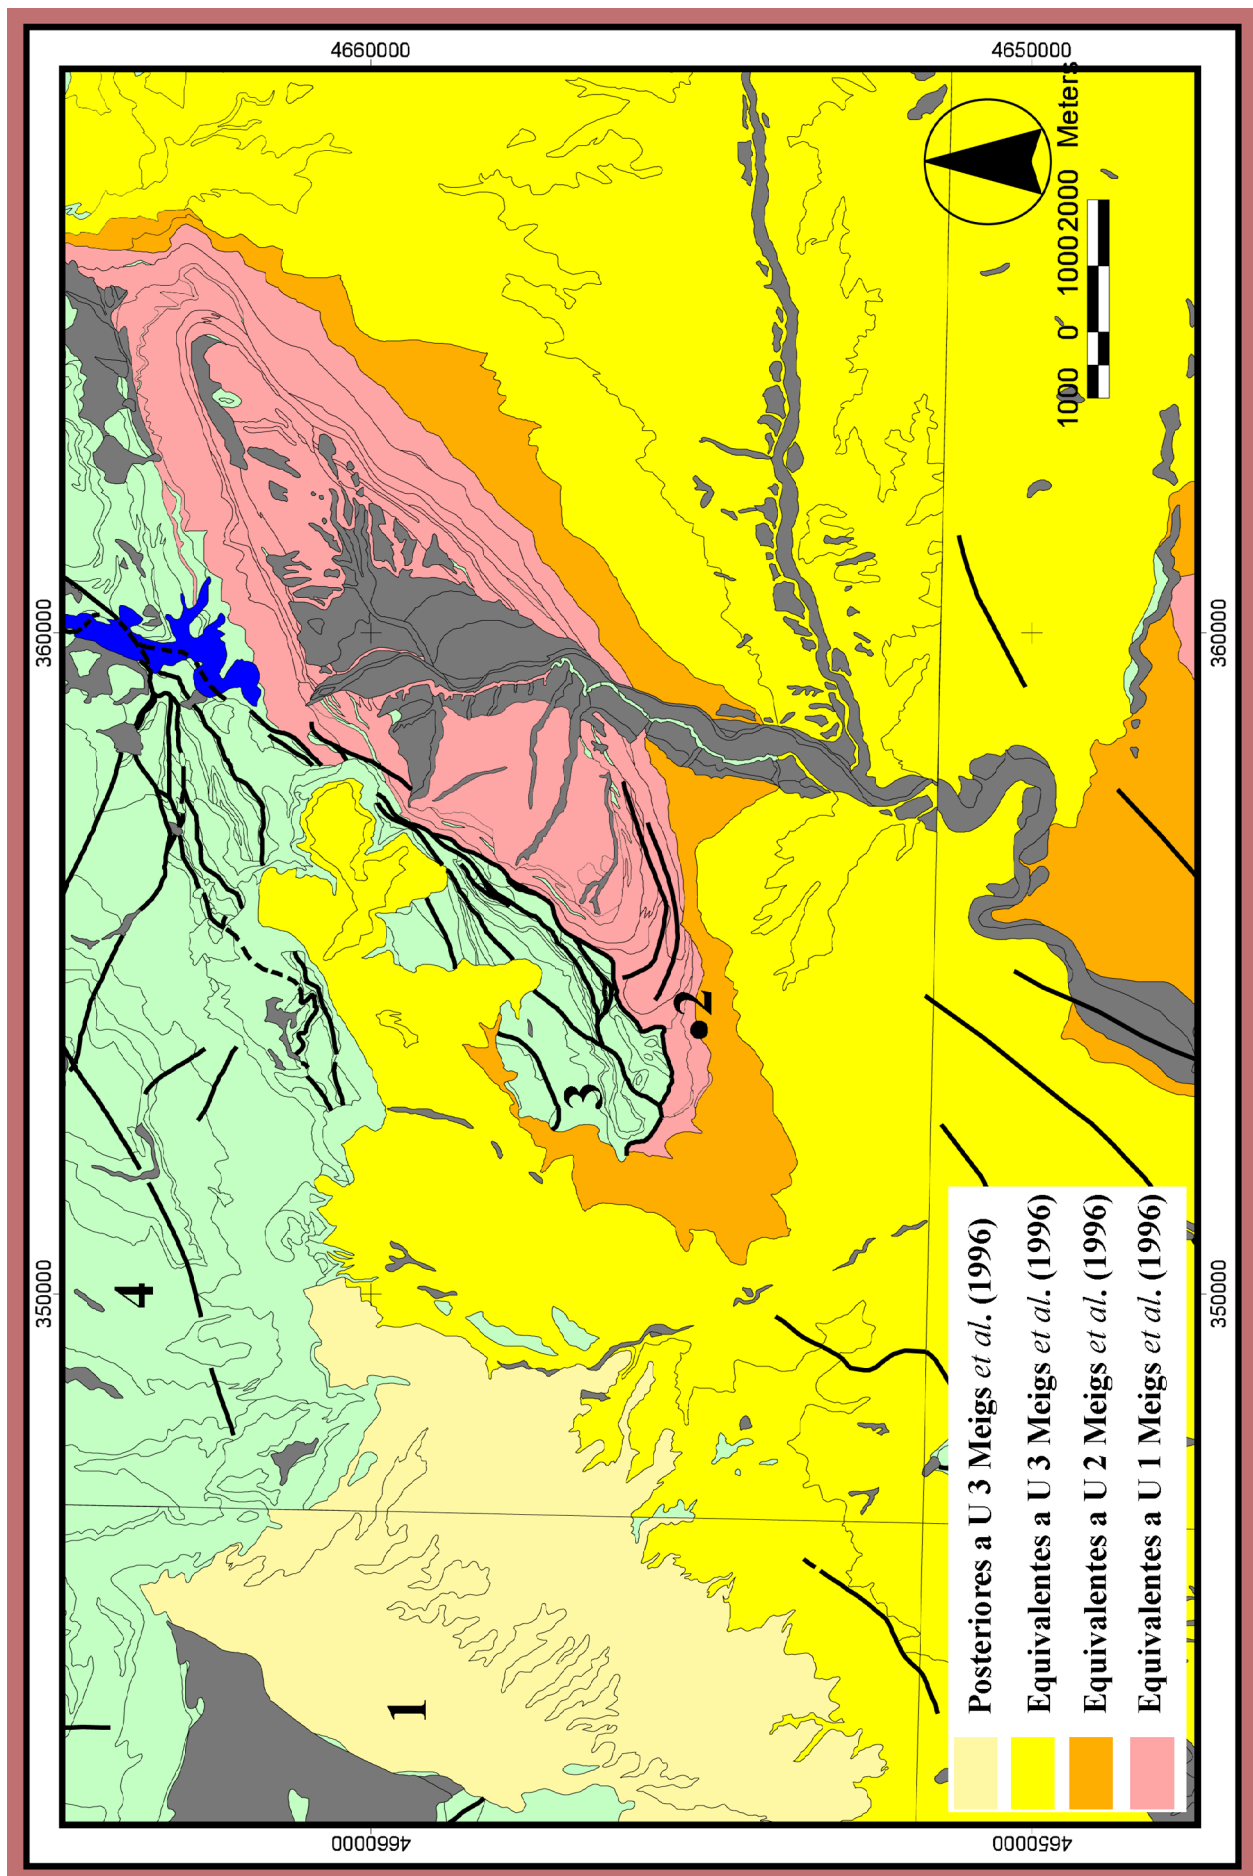 4660000
4650000
360000
360000
350000
350000
4660000
4650000
1000 0 1000 2000 Meters
1
2
3
4
Posteriores a U 3 Meigs et al. (1996)
Equivalentes a U 3 Meigs et al. (1996)
Equivalentes a U 2 Meigs et al. (1996)
Equivalentes a U 1 Meigs et al. (1996)